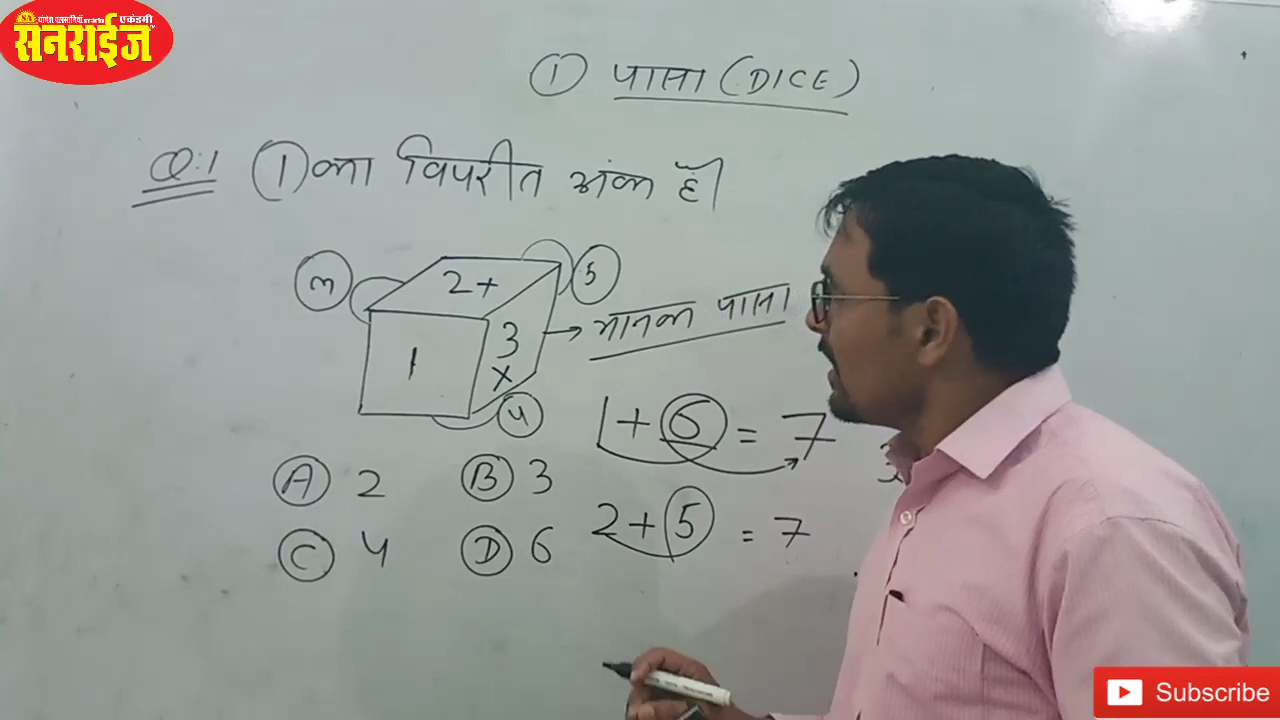 सनराईज
एकेडमी
① पासा (DICE)
Q:1 ① का विपरीत अंक है।
3
2 +
5
1
3
x
4
→ मानक पासा
1 + 6 = 7
A 2 B 3
2 + 5 = 7
C 4 D 6
Subscribe